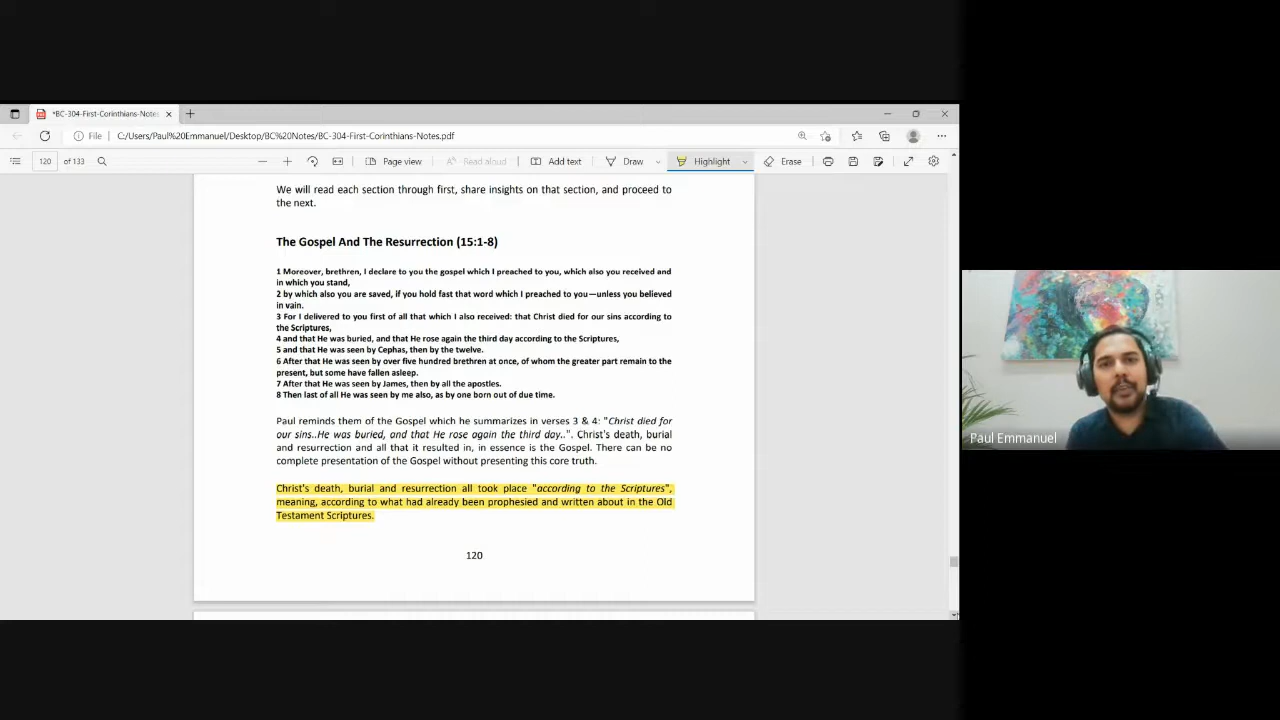 *BC-304-First-Corinthians-Notes
File
C:/Users/Paul%20Emmanuel/Desktop/BC%20Notes/BC-304-First-Corinthians-Notes.pdf
120 of 133
Page view
Read aloud
Add text
Draw
Highlight
Erase
We will read each section through first, share insights on that section, and proceed to
the next.
The Gospel And The Resurrection (15:1-8)
1 Moreover, brethren, I declare to you the gospel which I preached to you, which also you received and
in which you stand,
2 by which also you are saved, if you hold fast that word which I preached to you—unless you believed
in vain.
3 For I delivered to you first of all that which I also received: that Christ died for our sins according to
the Scriptures,
4 and that He was buried, and that He rose again the third day according to the Scriptures,
5 and that He was seen by Cephas, then by the twelve.
6 After that He was seen by over five hundred brethren at once, of whom the greater part remain to the
present, but some have fallen asleep.
7 After that He was seen by James, then by all the apostles.
8 Then last of all He was seen by me also, as by one born out of due time.
Paul reminds them of the Gospel which he summarizes in verses 3 & 4: "Christ died for
our sins..He was buried, and that He rose again the third day..". Christ's death, burial
and resurrection and all that it resulted in, in essence is the Gospel. There can be no
complete presentation of the Gospel without presenting this core truth.
Christ's death, burial and resurrection all took place "according to the Scriptures",
meaning, according to what had already been prophesied and written about in the Old
Testament Scriptures.
120
Paul Emmanuel